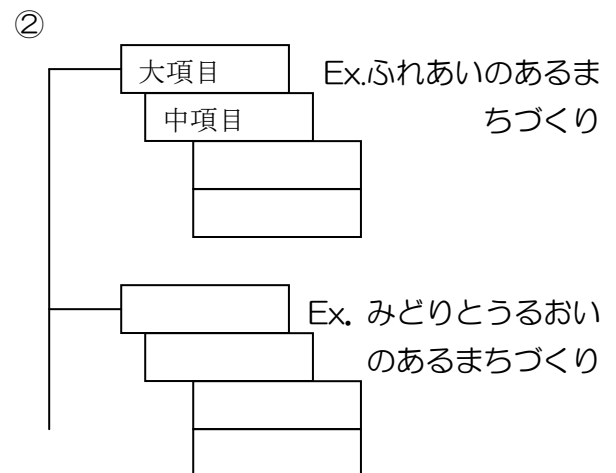 ②
大項目
Ex.ふれあいのあるま
中項目
ちづくり
Ex. みどりとうるおい
のあるまちづくり